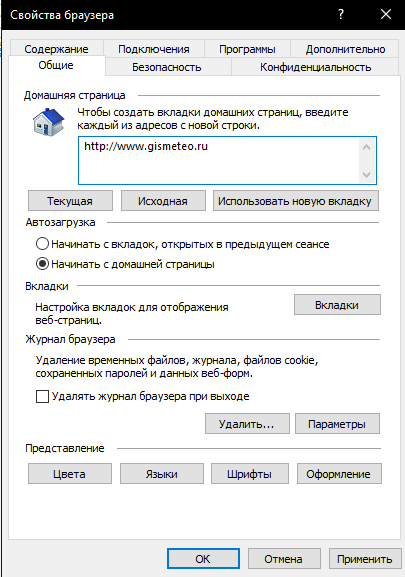 Свойства браузера
?
Содержание
Подключения
Программы
Дополнительно
Общие
Безопасность
Конфиденциальность
Домашняя страница
Чтобы создать вкладки домашних страниц, введите
каждый из адресов с новой строки.
http://www.gismeteo.ru
Текущая
Исходная
Использовать новую вкладку
Автозагрузка
Начинать с вкладок, открытых в предыдущем сеансе
Начинать с домашней страницы
Вкладки
Настройка вкладок для отображения
веб-страниц.
Вкладки
Журнал браузера
Удаление временных файлов, журнала, файлов cookie,
сохраненных паролей и данных веб-форм.
Удалять журнал браузера при выходе
Удалить...
Параметры
Представление
Цвета
Языки
Шрифты
Оформление
ОК
Отмена
Применить